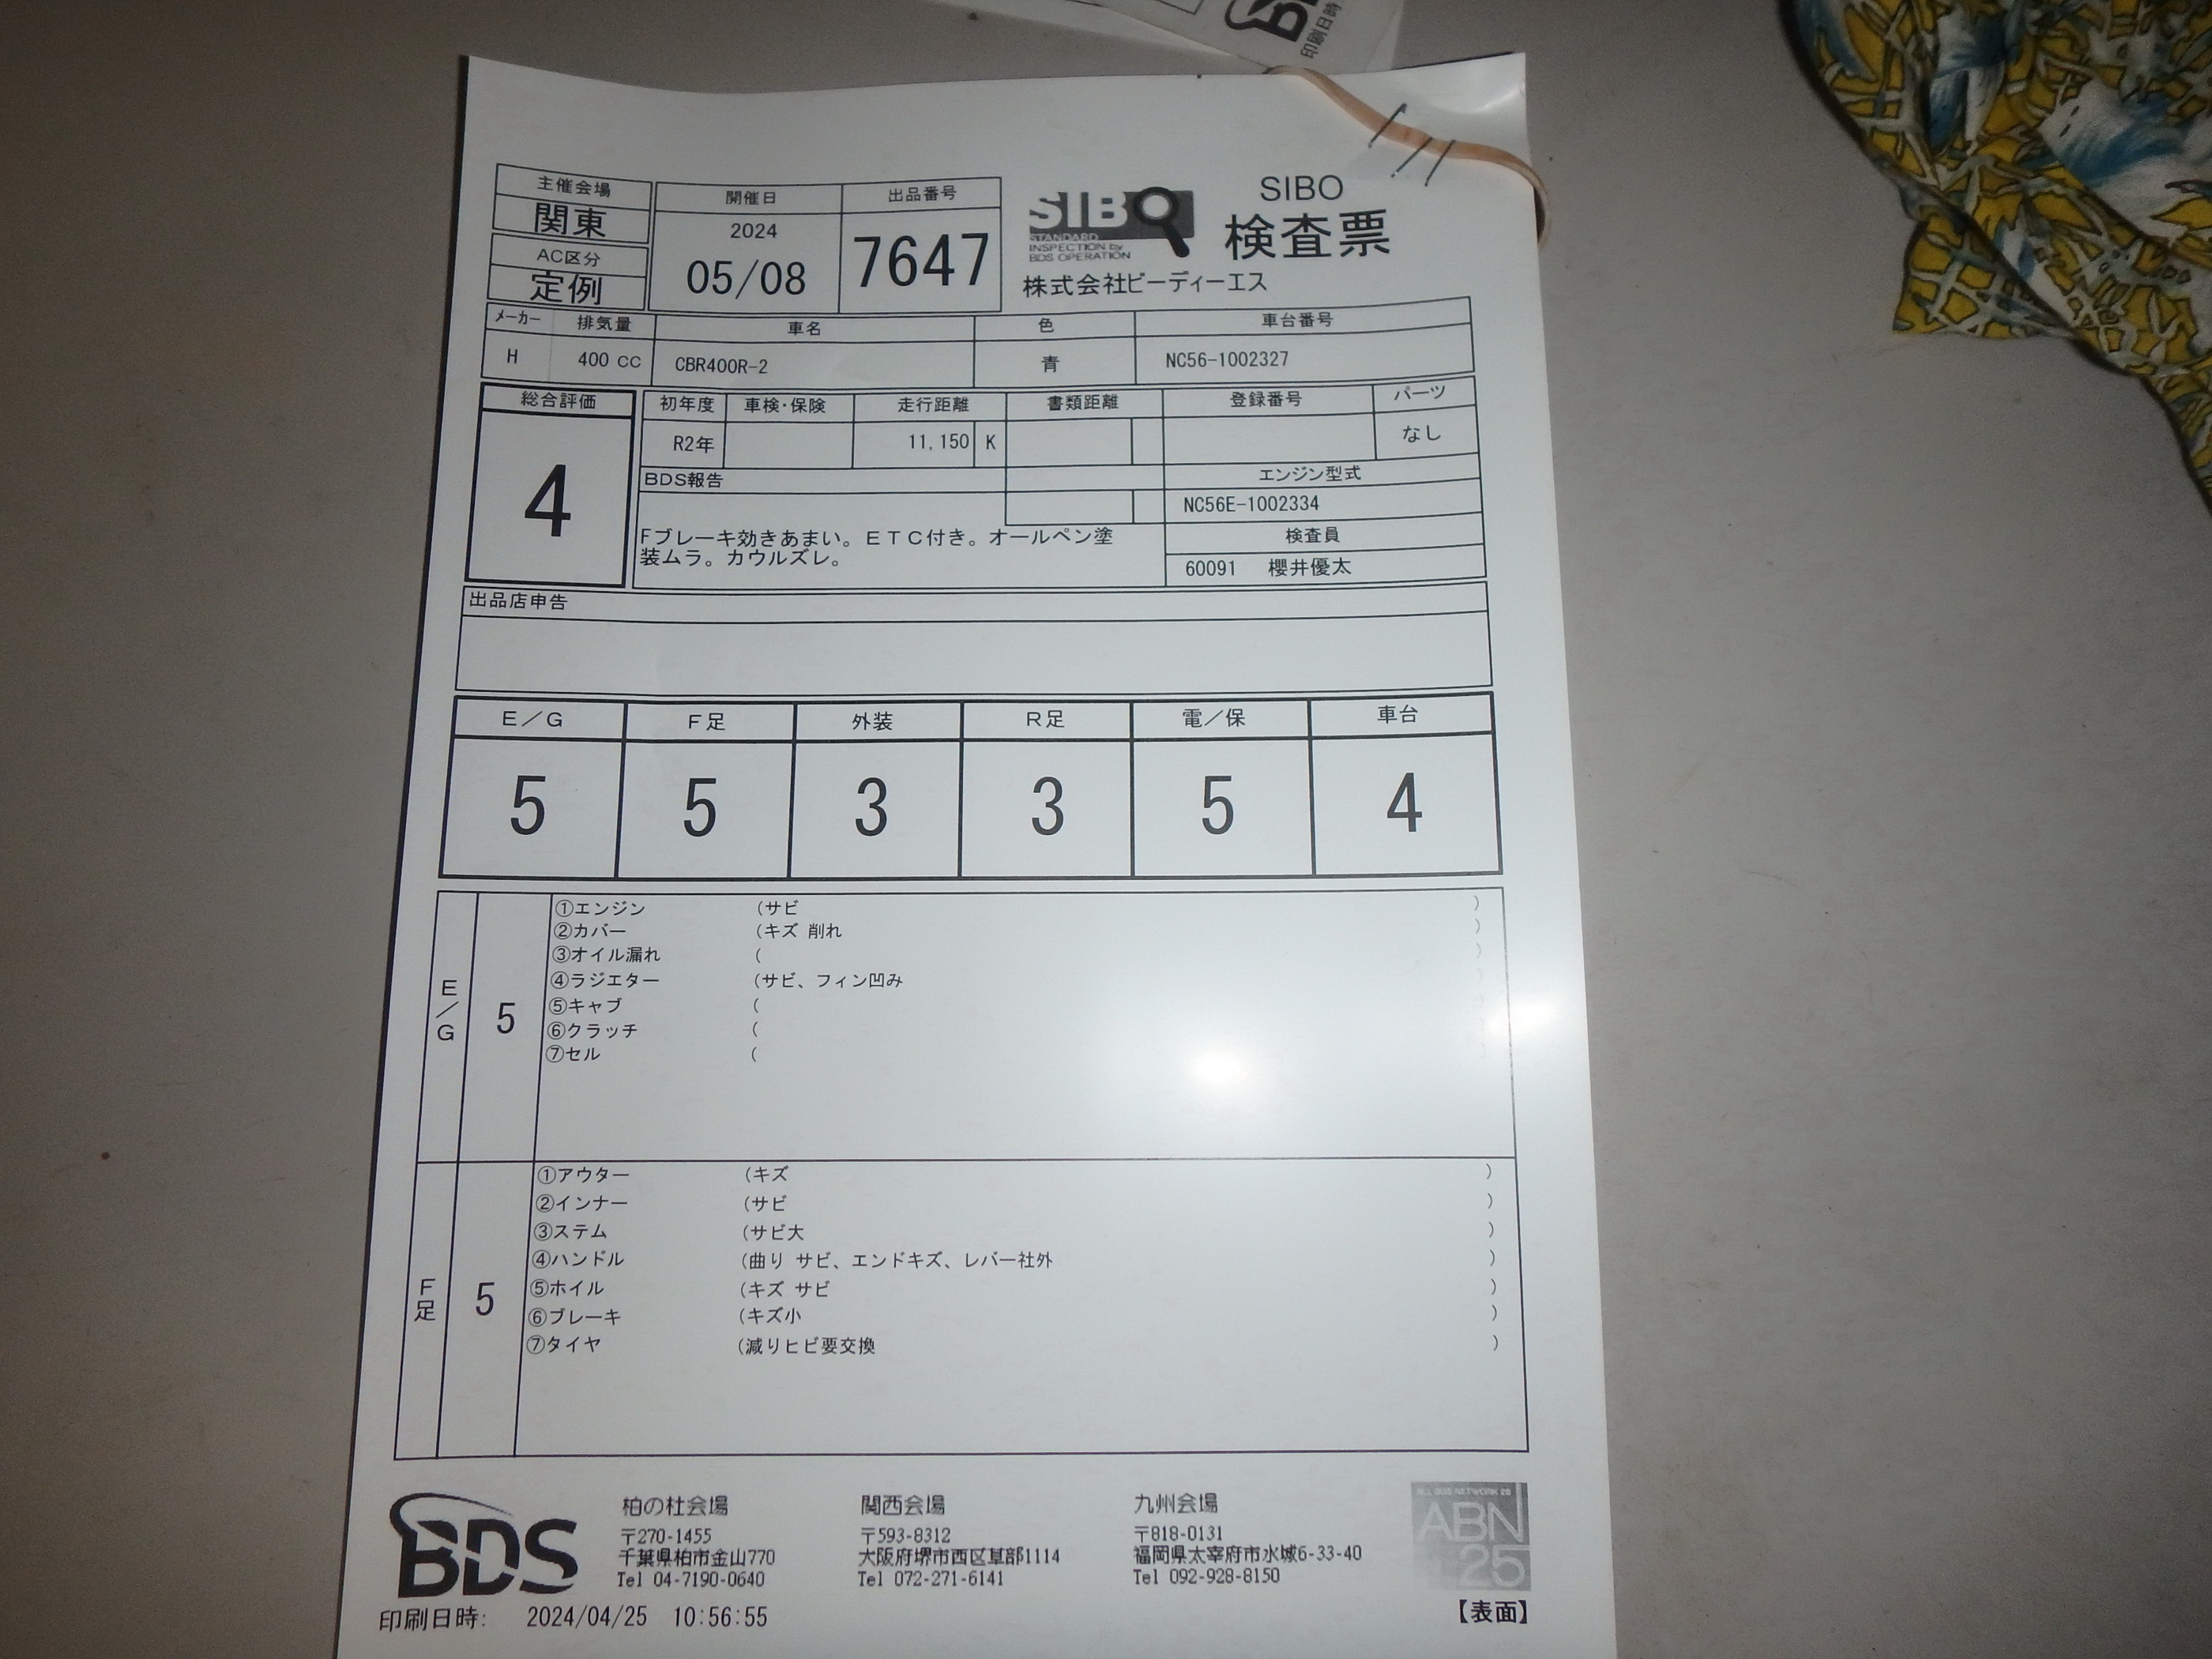 印刷日時
主催会場
関東
AC区分
定例
開催日
2024
05/08
出品番号
7647
SIBO
STANDARD
INSPECTION by
BDS OPERATION
SIBO
検査票
株式会社ビーディーエス
メーカー 排気量 車名 色 車台番号
H 400 CC CBR400R-2 青 NC56-1002327
総合評価
4
初年度 車検・保険 走行距離 書類距離 登録番号 パーツ
R2年 11,150 K なし
BDS報告
エンジン型式
NC56E-1002334
Fブレーキ効きあまい。ETC付き。オールペン塗
装ムラ。カウルズレ。
検査員
60091 櫻井優太
出品店申告
E/G F足 外装 R足 電/保 車台
5 5 3 3 5 4
E/G
5
①エンジン (サビ )
②カバー (キズ 削れ )
③オイル漏れ ( )
④ラジエター (サビ、フィン凹み )
⑤キャブ (
⑥クラッチ (
⑦セル (
F足
5
①アウター (キズ )
②インナー (サビ )
③ステム (サビ大 )
④ハンドル (曲り サビ、エンドキズ、レバー社外 )
⑤ホイル (キズ サビ )
⑥ブレーキ (キズ小 )
⑦タイヤ (減りヒビ要交換 )
BDS
柏の杜会場
〒270-1455
千葉県柏市金山770
Tel 04-7190-0640
関西会場
〒593-8312
大阪府堺市西区草部1114
Tel 072-271-6141
九州会場
〒818-0131
福岡県太宰府市水城6-33-40
Tel 092-928-8150
ALL BDS NETWORK 25
ABN
25
印刷日時: 2024/04/25 10:56:55
【表面】